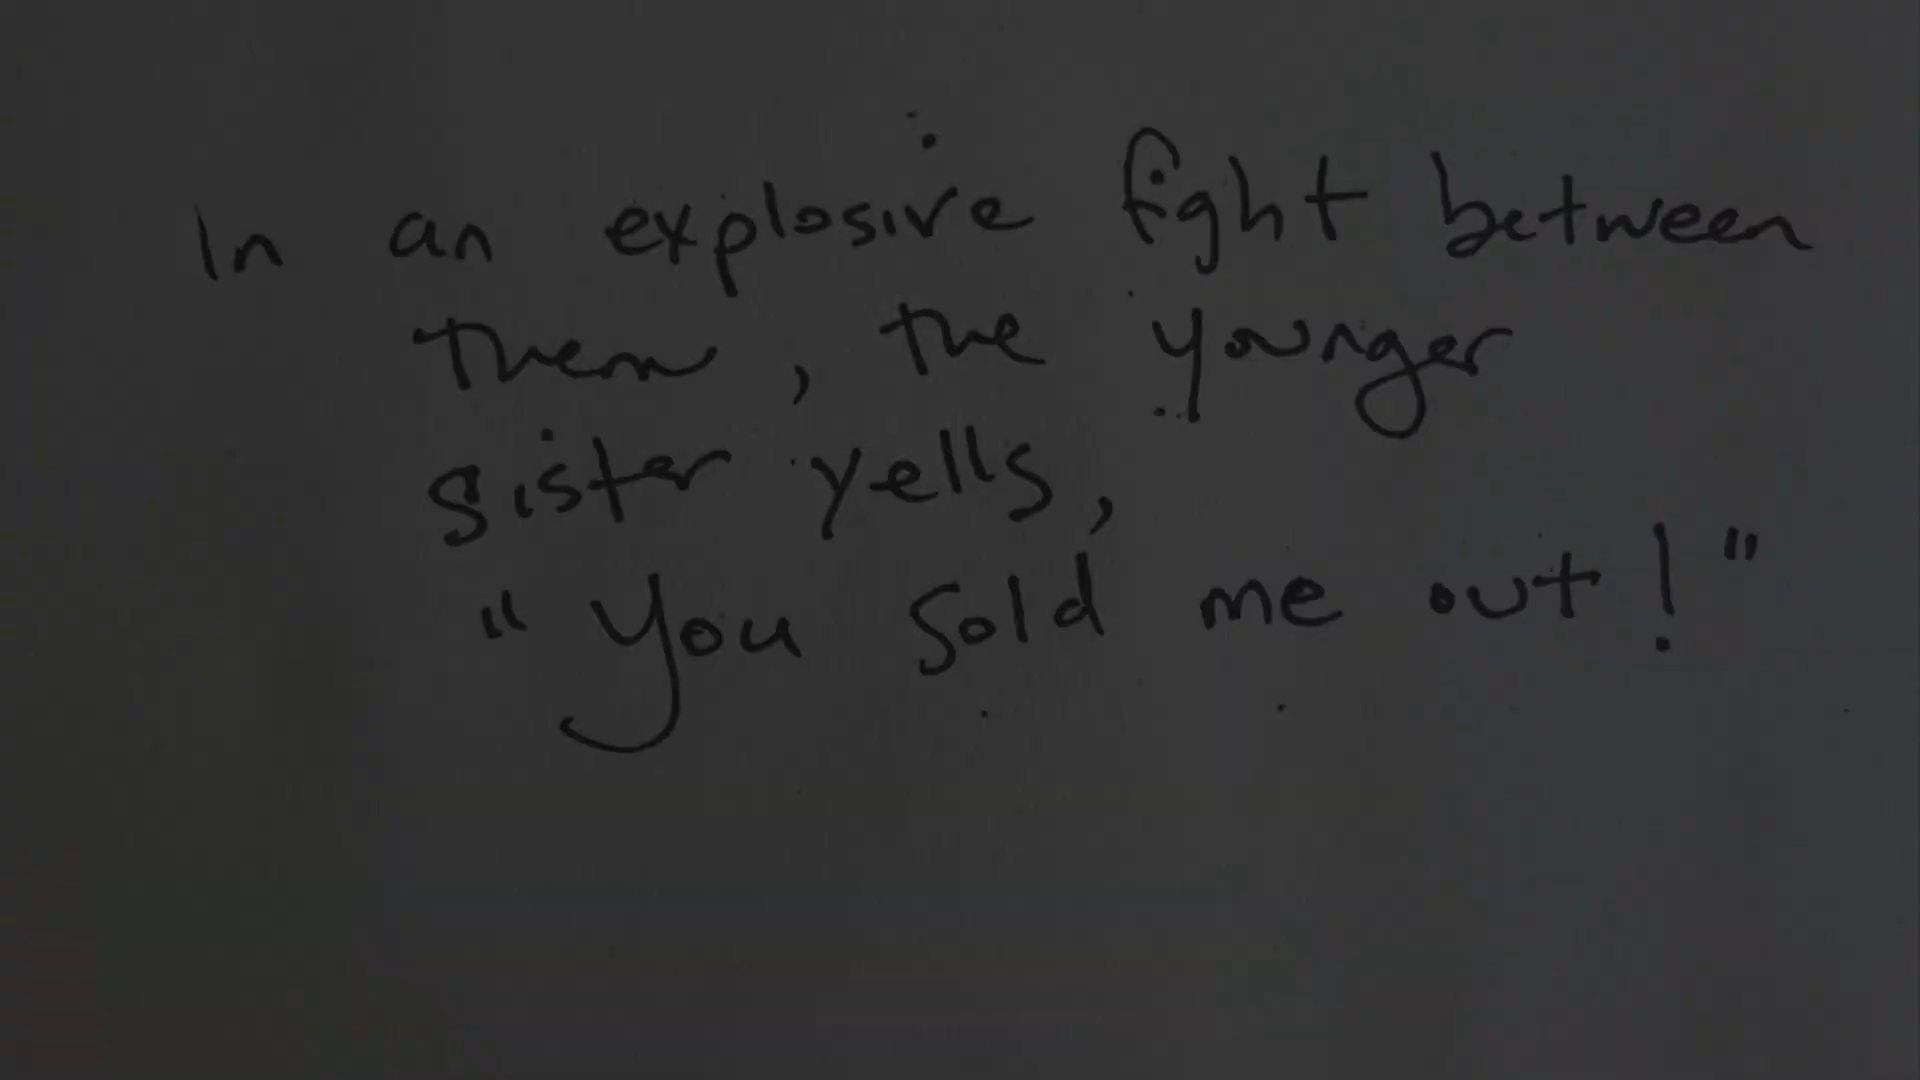 In an explosive fight between
them, the younger
sister yells,
"You sold me out!"